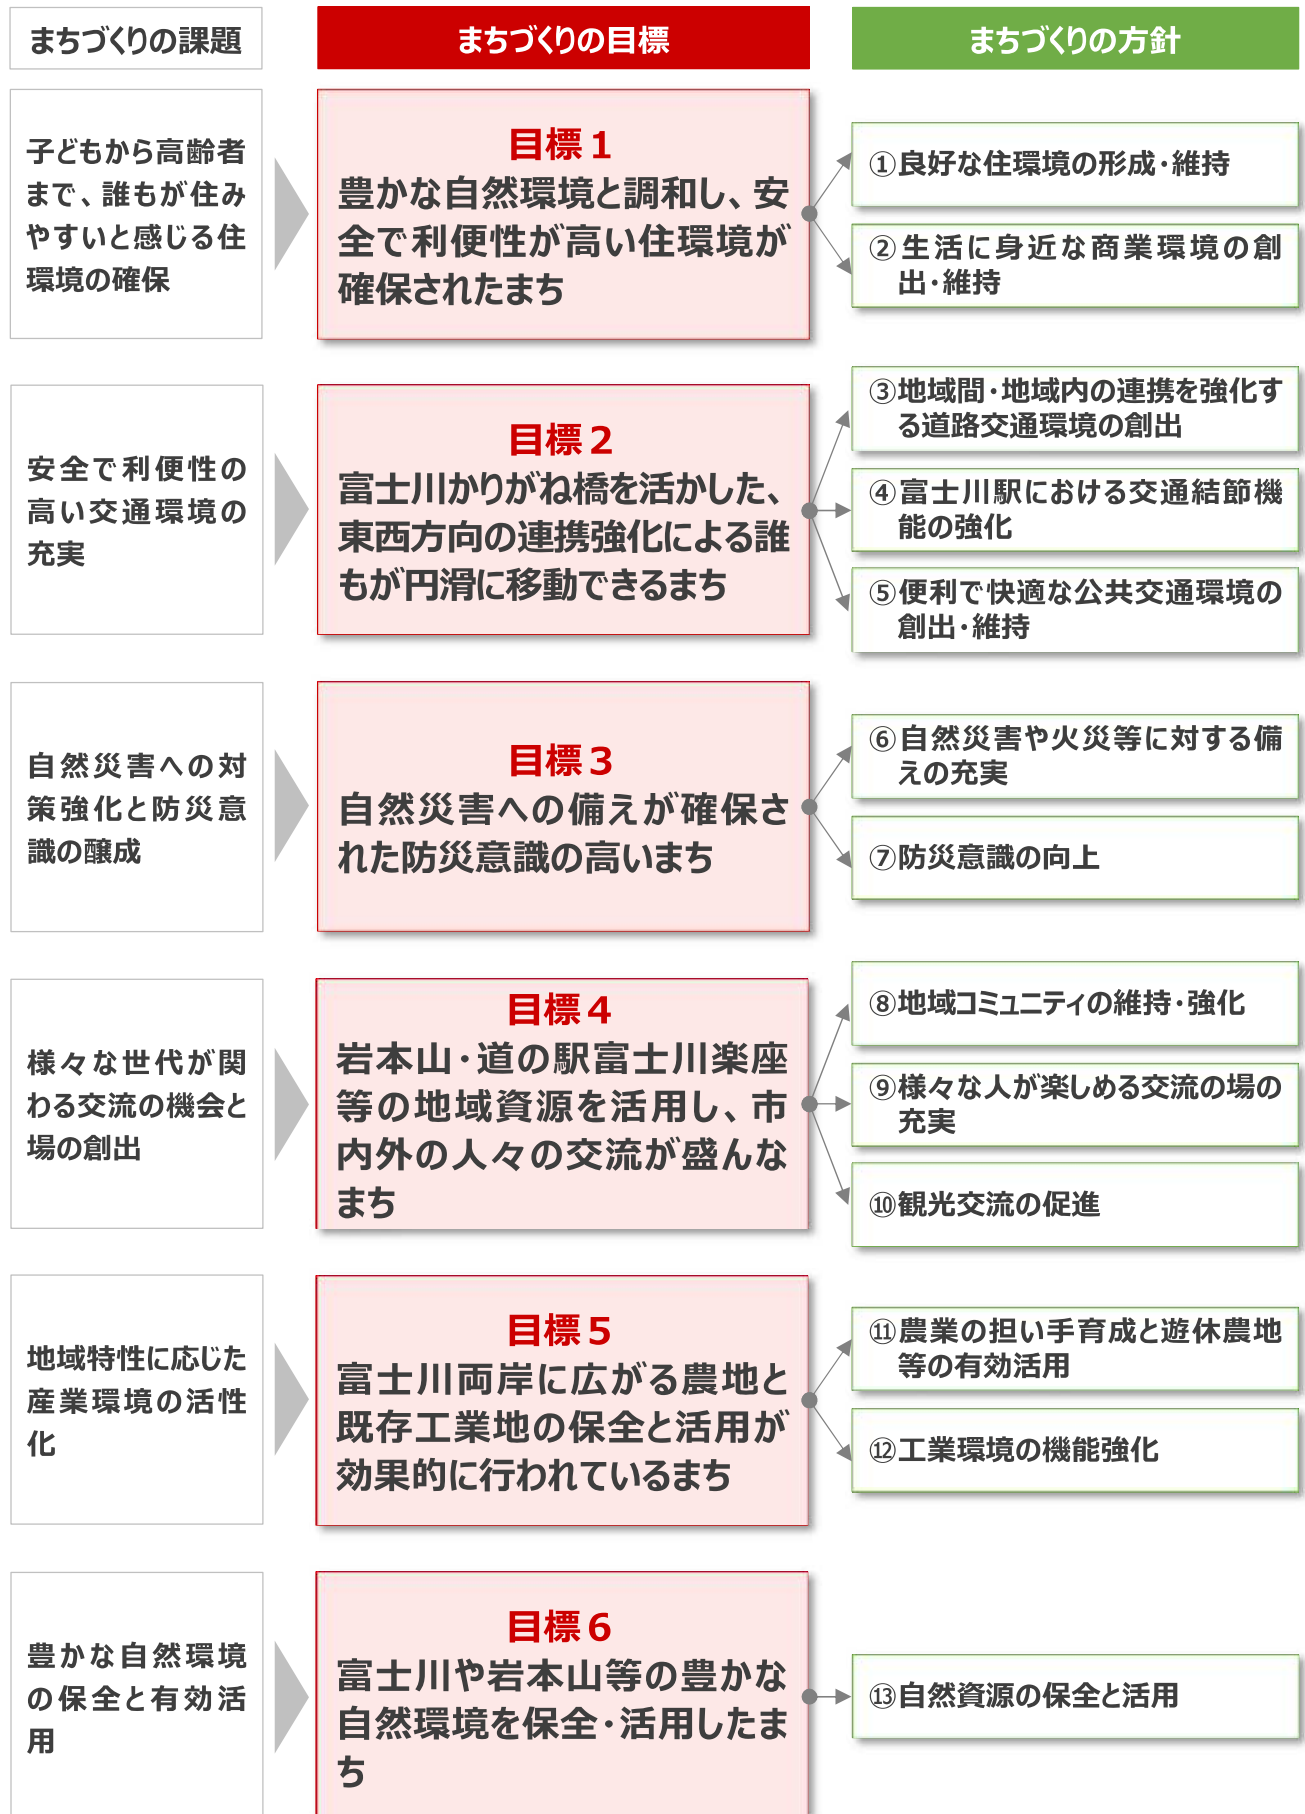 まちづくりの課題
まちづくりの目標
まちづくりの方針
子どもから高齢者
まで、誰もが住み
やすいと感じる住
環境の確保
目標１
豊かな自然環境と調和し、安
全で利便性が高い住環境が
確保されたまち
①良好な住環境の形成・維持
②生活に身近な商業環境の創
出・維持
安全で利便性の
高い交通環境の
充実
目標２
富士川かりがね橋を活かした、
東西方向の連携強化による誰
もが円滑に移動できるまち
③地域間・地域内の連携を強化す
る道路交通環境の創出
④富士川駅における交通結節機
能の強化
⑤便利で快適な公共交通環境の
創出・維持
自然災害への対
策強化と防災意
識の醸成
目標３
自然災害への備えが確保さ
れた防災意識の高いまち
⑥自然災害や火災等に対する備
えの充実
⑦防災意識の向上
様々な世代が関
わる交流の機会と
場の創出
目標４
岩本山・道の駅富士川楽座
等の地域資源を活用し、市
内外の人々の交流が盛んな
まち
⑧地域コミュニティの維持・強化
⑨様々な人が楽しめる交流の場の
充実
⑩観光交流の促進
地域特性に応じた
産業環境の活性
化
目標５
富士川両岸に広がる農地と
既存工業地の保全と活用が
効果的に行われているまち
⑪農業の担い手育成と遊休農地
等の有効活用
⑫工業環境の機能強化
豊かな自然環境
の保全と有効活
用
目標６
富士川や岩本山等の豊かな
自然環境を保全・活用したま
ち
⑬自然資源の保全と活用